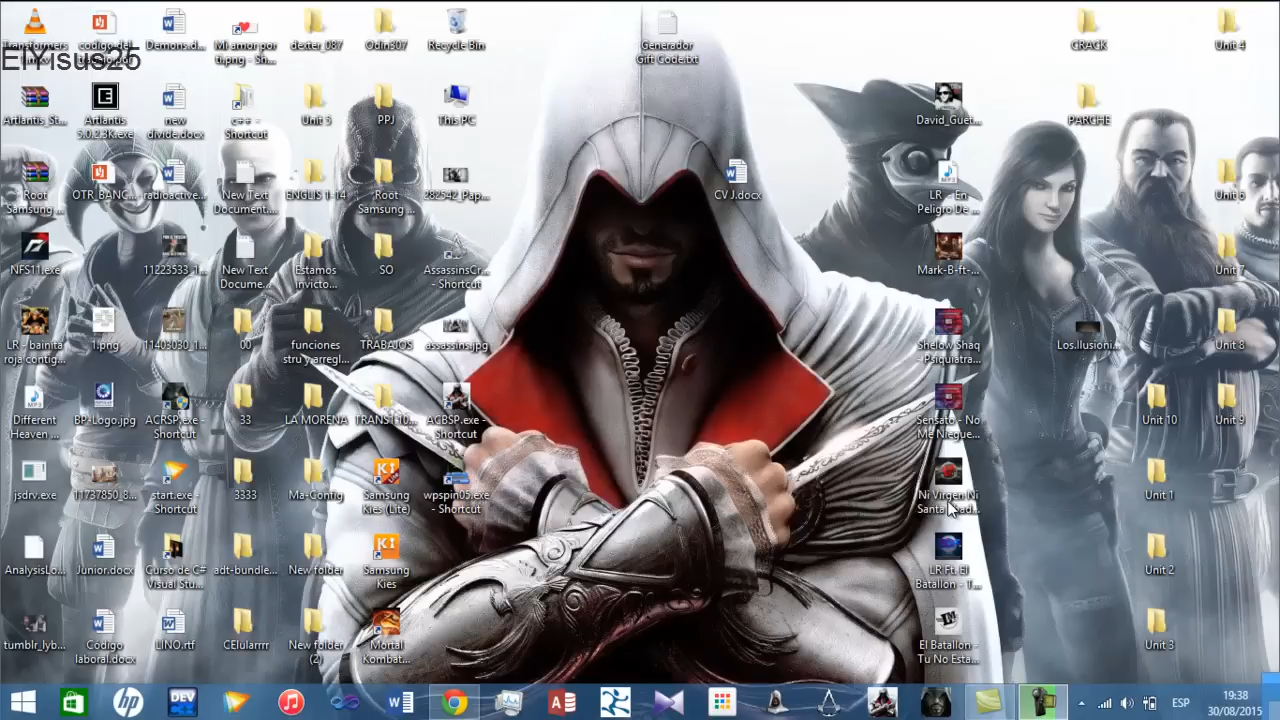 Transformers
codigo del
Demons.d...
Mi amor por
ti.png - Sh...
dexter_087
Odin307
Recycle Bin
Generador
Gift Code.txt
CRACK
Unit 4
ElYisus25
Artlantis_St...
Artlantis
5.0.2.3K.exe
new
divide.docx
c++ -
Shortcut
Unit 5
PPJ
This PC
David_Guet...
PARCHE
Root
Samsung ...
OTR_BANC...
radioactive...
New Text
Document....
ENGLIS 1-14
Root
Samsung ...
282542_Pap...
CV J.docx
LR - En
Peligro De ...
Unit 6
NFS11.exe
11223533_1...
New Text
Docume...
Estamos
invicto...
SO
AssassinsCr...
- Shortcut
Mark-B-ft-...
Unit 7
LR - bainita
roja contig...
1.png
11403030_1...
00
funciones
stru y arregl...
TRABAJOS
assassins.jpg
Shelow Shaq
- Psiquiatra...
Los.Ilusioni...
Unit 8
Different
Heaven ...
BP-Logo.jpg
ACRSP.exe -
Shortcut
33
LA MORENA
ACBSP.exe -
Shortcut
Sensato - No
Me Niegue...
Unit 10
Unit 9
jsdrv.exe
11737850_8...
start.exe -
Shortcut
3333
Ma-Config
Samsung
Kies (Lite)
wpspin05.exe
- Shortcut
Ni Virgen Ni
Unit 1
AnalysisLo...
Junior.docx
Curso de C#
Visual Stu...
adt-bundle...
New folder
Samsung
Kies
LR Ft. El
Batallon - T...
Unit 2
tumblr_lyb...
Codigo
laboral.docx
LINO.rtf
CElularrrr
New folder
(2)
Mortal
Kombat...
El Batallon -
Tu No Esta...
Unit 3
ESP
19:38
30/08/2015